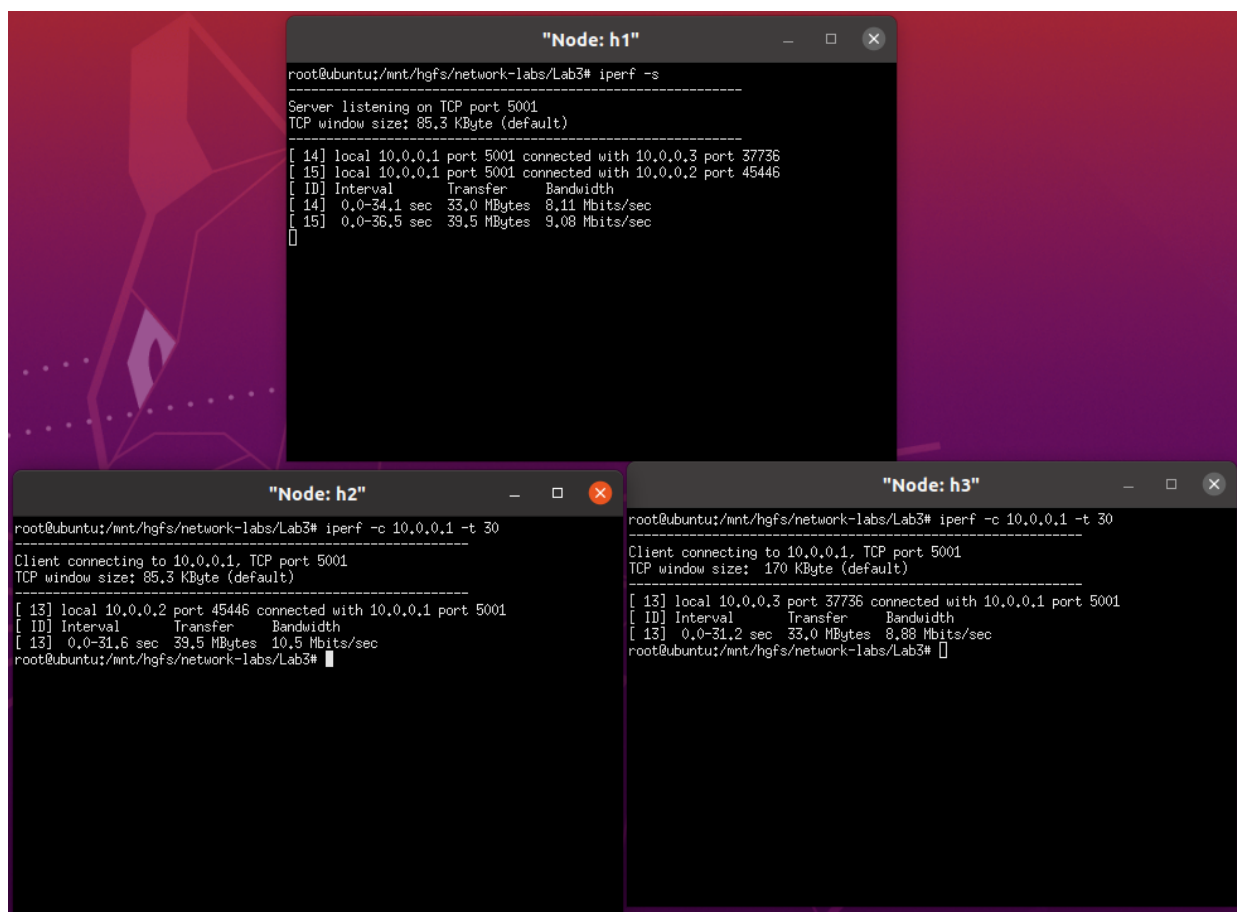 "Node: h1"
root@ubuntu:/mnt/hgfs/network-labs/Lab3# iperf -s
------------------------------------------------------------
Server listening on TCP port 5001
TCP window size: 85.3 KByte (default)
------------------------------------------------------------
[ 14] local 10.0.0.1 port 5001 connected with 10.0.0.3 port 37736
[ 15] local 10.0.0.1 port 5001 connected with 10.0.0.2 port 45446
[ ID] Interval       Transfer     Bandwidth
[ 14]  0.0-34.1 sec  33.0 MBytes  8.11 Mbits/sec
[ 15]  0.0-36.5 sec  39.5 MBytes  9.08 Mbits/sec
"Node: h2"
root@ubuntu:/mnt/hgfs/network-labs/Lab3# iperf -c 10.0.0.1 -t 30
------------------------------------------------------------
Client connecting to 10.0.0.1, TCP port 5001
TCP window size: 85.3 KByte (default)
------------------------------------------------------------
[ 13] local 10.0.0.2 port 45446 connected with 10.0.0.1 port 5001
[ ID] Interval       Transfer     Bandwidth
[ 13]  0.0-31.6 sec  39.5 MBytes  10.5 Mbits/sec
root@ubuntu:/mnt/hgfs/network-labs/Lab3#
"Node: h3"
root@ubuntu:/mnt/hgfs/network-labs/Lab3# iperf -c 10.0.0.1 -t 30
------------------------------------------------------------
Client connecting to 10.0.0.1, TCP port 5001
TCP window size:  170 KByte (default)
------------------------------------------------------------
[ 13] local 10.0.0.3 port 37736 connected with 10.0.0.1 port 5001
[ ID] Interval       Transfer     Bandwidth
[ 13]  0.0-31.2 sec  33.0 MBytes  8.88 Mbits/sec
root@ubuntu:/mnt/hgfs/network-labs/Lab3#